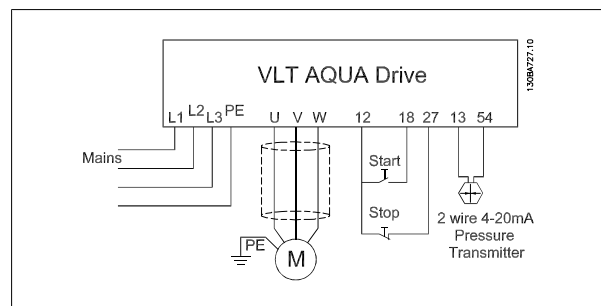 130BA727.10
VLT AQUA Drive
L1 L2 L3 PE U V W 12 18 27 13 54
Mains
Start
Stop
2 wire 4-20mA
Pressure
Transmitter
PE
M